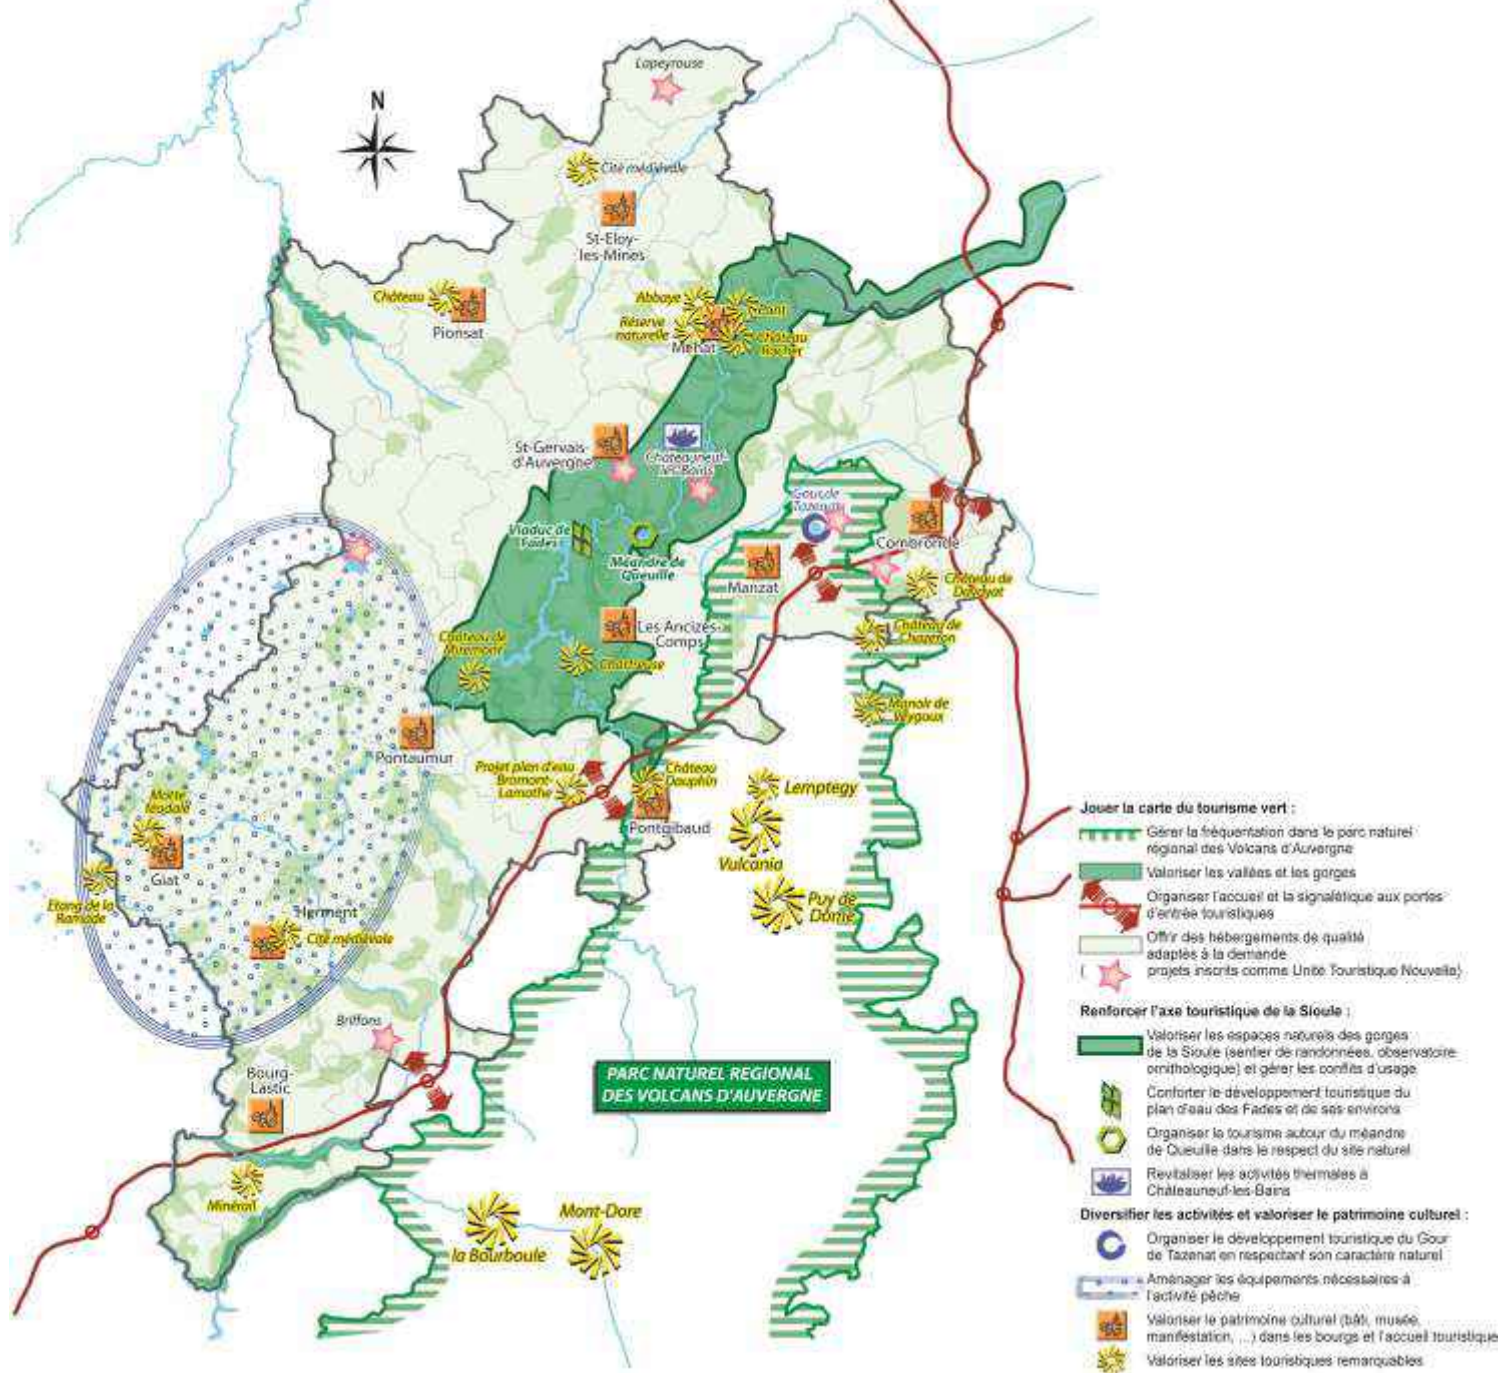 Lapeyrouse
N
Cité médiévale
St-Eloy-
les-Mines
Château
Pionsat
Abbaye
Réserve
naturelle
Château
Rocher
Menat
St-Gervais-
d'Auvergne
Châteauneuf-
les-Bains
Gour de
Tazenat
Combronde
Viaduc de
Fades
Méandre de
Queuille
Manzat
Château de
Davayat
Château de
Chazeron
Les Ancizes-
Comps
Château de
Miremont
Chartreuse
Manoir de
Veygoux
Pontaumur
Projet plan d'eau
Bromont-
Lamothe
Château
Dauphin
Pontgibaud
Lemptegy
Vulcania
Puy de
Dôme
Motte
féodale
Giat
Etang de la
Ramade
Herment
Cité médiévale
Briffons
Bourg-
Lastic
PARC NATUREL REGIONAL
DES VOLCANS D'AUVERGNE
Minérail
la Bourboule
Mont-Dore
Jouer la carte du tourisme vert :
Gérer la fréquentation dans le parc naturel
régional des Volcans d'Auvergne
Valoriser les vallées et les gorges
Organiser l'accueil et la signalétique aux portes
d'entrée touristiques
Offrir des hébergements de qualité
adaptés à la demande
( projets inscrits comme Unité Touristique Nouvelle)
Renforcer l'axe touristique de la Sioule :
Valoriser les espaces naturels des gorges
de la Sioule (sentier de randonnées, observatoire
ornithologique) et gérer les conflits d'usage
Conforter le développement touristique du
plan d'eau des Fades et de ses environs
Organiser le tourisme autour du méandre
de Queuille dans le respect du site naturel
Revitaliser les activités thermales à
Châteauneuf-les-Bains
Diversifier les activités et valoriser le patrimoine culturel :
Organiser le développement touristique du Gour
de Tazenat en respectant son caractère naturel
Aménager les équipements nécessaires à
l'activité pêche
Valoriser le patrimoine culturel (bâti, musée,
manifestation, ...) dans les bourgs et l'accueil touristique
Valoriser les sites touristiques remarquables